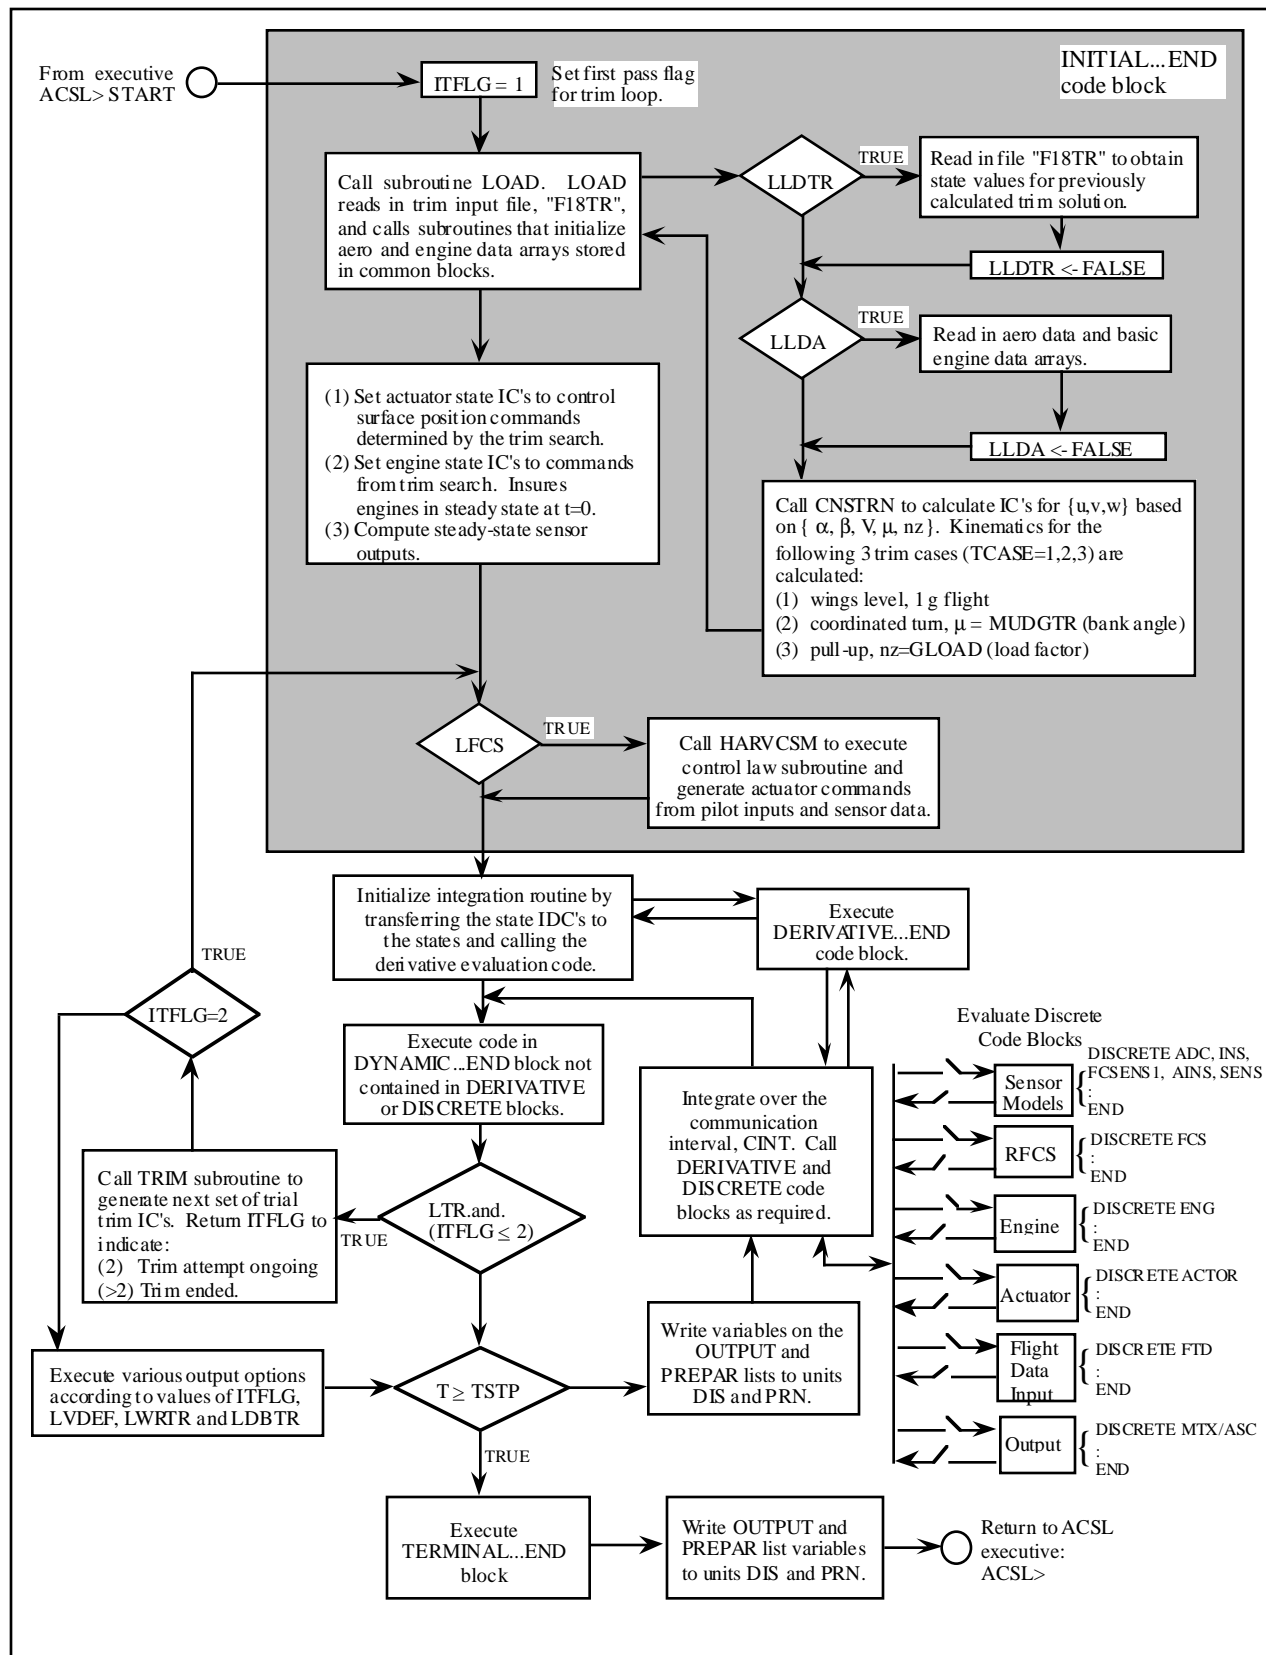 From executive
ACSL> START
ITFLG = 1
Set first pass flag
for trim loop.
INITIAL...END
code block
Call subroutine LOAD. LOAD
reads in trim input file, "F18TR",
and calls subroutines that initialize
aero and engine data arrays stored
in common blocks.
LLDTR
TRUE
Read in file "F18TR" to obtain
state values for previously
calculated trim solution.
LLDTR <- FALSE
LLDA
TRUE
Read in aero data and basic
engine data arrays.
LLDA <- FALSE
(1) Set actuator state IC's to control
surface position commands
determined by the trim search.
(2) Set engine state IC's to commands
from trim search. Insures
engines in steady state at t=0.
(3) Compute steady-state sensor
outputs.
Call CNSTRN to calculate IC's for {u,v,w} based
on { α, β, V, μ, nz}. Kinematics for the
following 3 trim cases (TCASE=1,2,3) are
calculated:
(1) wings level, 1 g flight
(2) coordinated turn, μ = MUDGTR (bank angle)
(3) pull-up, nz=GLOAD (load factor)
LFCS
TRUE
Call HARVCSM to execute
control law subroutine and
generate actuator commands
from pilot inputs and sensor data.
Initialize integration routine by
transferring the state IDC's to
the states and calling the
derivative evaluation code.
Execute
DERIVATIVE...END
code block.
TRUE
ITFLG=2
Execute code in
DYNAMIC...END block not
contained in DERIVATIVE
or DISCRETE blocks.
Integrate over the
communication
interval, CINT. Call
DERIVATIVE and
DISCRETE code
blocks as required.
Evaluate Discrete
Code Blocks
Sensor
Models
DISCRETE ADC, INS,
FCSENS1, AINS, SENS
:
END
RFCS
DISCRETE FCS
:
END
Engine
DISCRETE ENG
:
END
Actuator
DISCRETE ACTOR
:
END
Flight
Data
Input
DISCRETE FTD
:
END
Output
DISCRETE MTX/ASC
:
END
Call TRIM subroutine to
generate next set of trial
trim IC's. Return ITFLG to
indicate:
(2) Trim attempt ongoing
(>2) Trim ended.
TRUE
LTR.and.
(ITFLG ≤ 2)
Execute various output options
according to values of ITFLG,
LVDEF, LWRTR and LDBTR
T ≥ TSTP
TRUE
Write variables on the
OUTPUT and
PREPAR lists to units
DIS and PRN.
Execute
TERMINAL...END
block
Write OUTPUT and
PREPAR list variables
to units DIS and PRN.
Return to ACSL
executive:
ACSL>